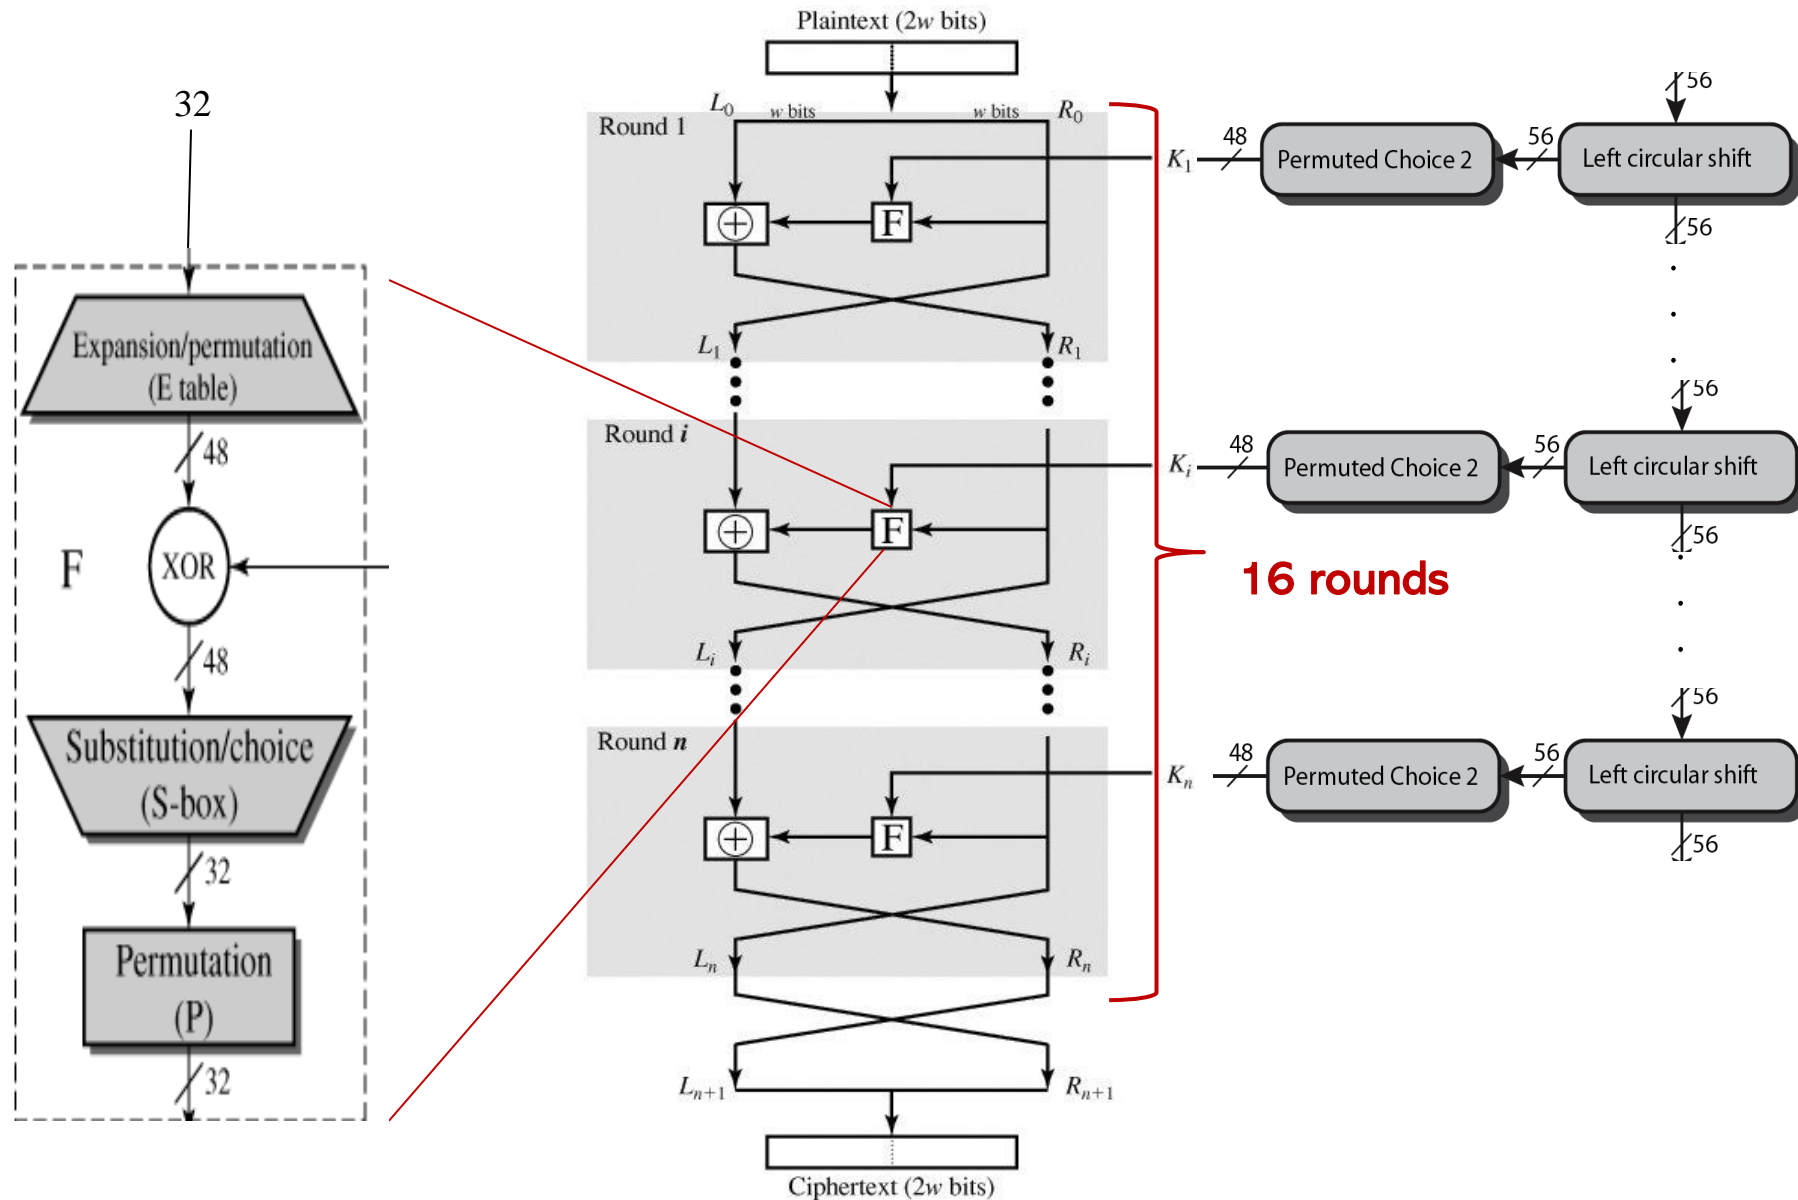 32
Expansion/permutation
(E table)
48
F
XOR
48
Substitution/choice
(S-box)
32
Permutation
(P)
32
Plaintext (2w bits)
L0 w bits w bits R0
Round 1
F
L1 R1
Round i
F
Li Ri
Round n
F
Ln Rn
Ln+1 Rn+1
Ciphertext (2w bits)
16 rounds
56
K1 48 Permuted Choice 2 56 Left circular shift
56
56
Ki 48 Permuted Choice 2 56 Left circular shift
56
56
Kn 48 Permuted Choice 2 56 Left circular shift
56